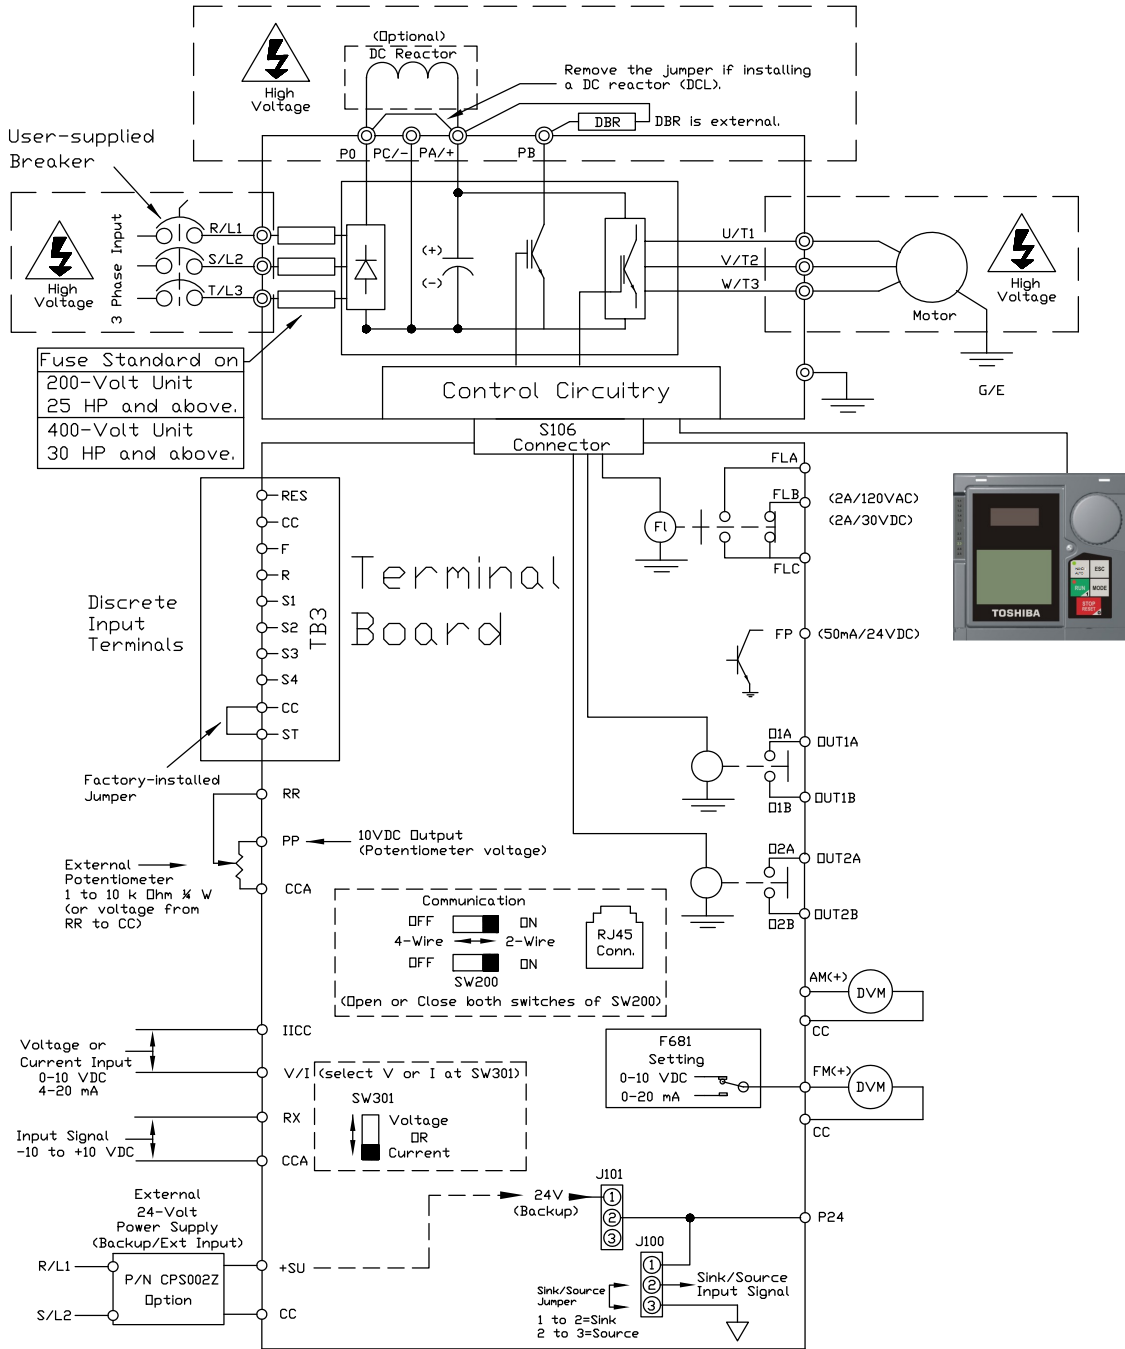 (Optional)
DC Reactor
High
Voltage
Remove the jumper if installing
a DC reactor (DCL).
DBR
DBR is external.
User-supplied
Breaker
PO
PC/-
PA/+
PB
3 Phase Input
High
Voltage
R/L1
S/L2
T/L3
(+)
(-)
U/T1
V/T2
W/T3
Motor
High
Voltage
G/E
Fuse Standard on
200-Volt Unit
25 HP and above.
400-Volt Unit
30 HP and above.
Control Circuitry
S106
Connector
Discrete
Input
Terminals
RES
CC
F
R
S1
S2
S3
S4
CC
ST
TB3
Terminal
Board
Fl
FLA
FLB
FLC
(2A/120VAC)
(2A/30VDC)
FP
(50mA/24VDC)
HAND
AUTO
ESC
RUN
MODE
STOP
RESET
TOSHIBA
O1A
OUT1A
O1B
OUT1B
O2A
OUT2A
O2B
OUT2B
Factory-installed
Jumper
RR
PP
10VDC Output
(Potentiometer voltage)
CCA
External
Potentiometer
1 to 10 k Ohm ¼ W
(or voltage from
RR to CC)
Communication
OFF ON
4-Wire 2-Wire
OFF ON
SW200
RJ45
Conn.
(Open or Close both switches of SW200)
AM(+)
DVM
CC
F681
Setting
0-10 VDC
0-20 mA
FM(+)
DVM
CC
Voltage or
Current Input
0-10 VDC
4-20 mA
IICC
V/I
(select V or I at SW301)
SW301
Voltage
OR
Current
Input Signal
-10 to +10 VDC
RX
CCA
External
24-Volt
Power Supply
(Backup/Ext Input)
R/L1
S/L2
P/N CPS002Z
Option
+SU
CC
24V
(Backup)
J101
1
2
3
P24
J100
1
2
3
Sink/Source
Input Signal
Sink/Source
Jumper
1 to 2=Sink
2 to 3=Source